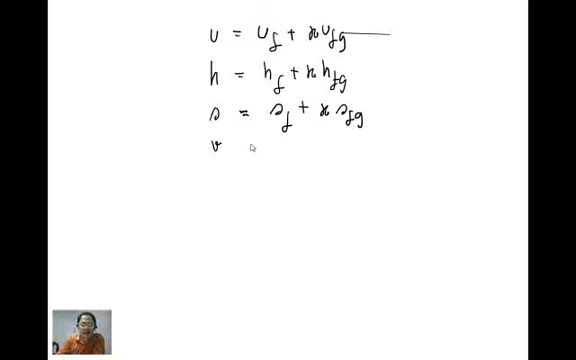 u = u_f + x u_fg
h = h_f + x h_fg
s = s_f + x s_fg
v